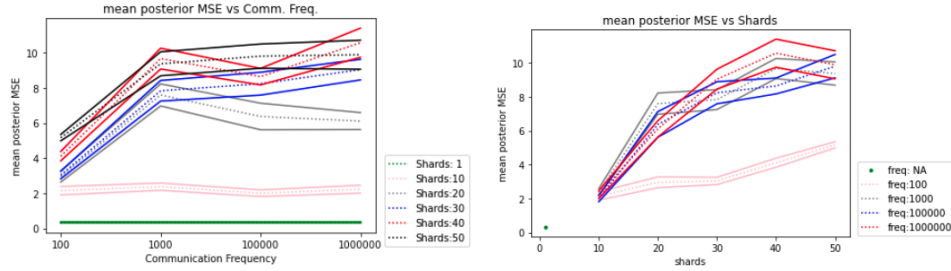 mean posterior MSE vs Comm. Freq.
mean posterior MSE
10
8
6
4
2
0
100
1000
100000
1000000
Communication Frequency
Shards: 1
Shards:10
Shards:20
Shards:30
Shards:40
Shards:50
mean posterior MSE vs Shards
mean posterior MSE
10
8
6
4
2
0
0
10
20
30
40
50
shards
freq: NA
freq:100
freq:1000
freq:100000
freq:1000000